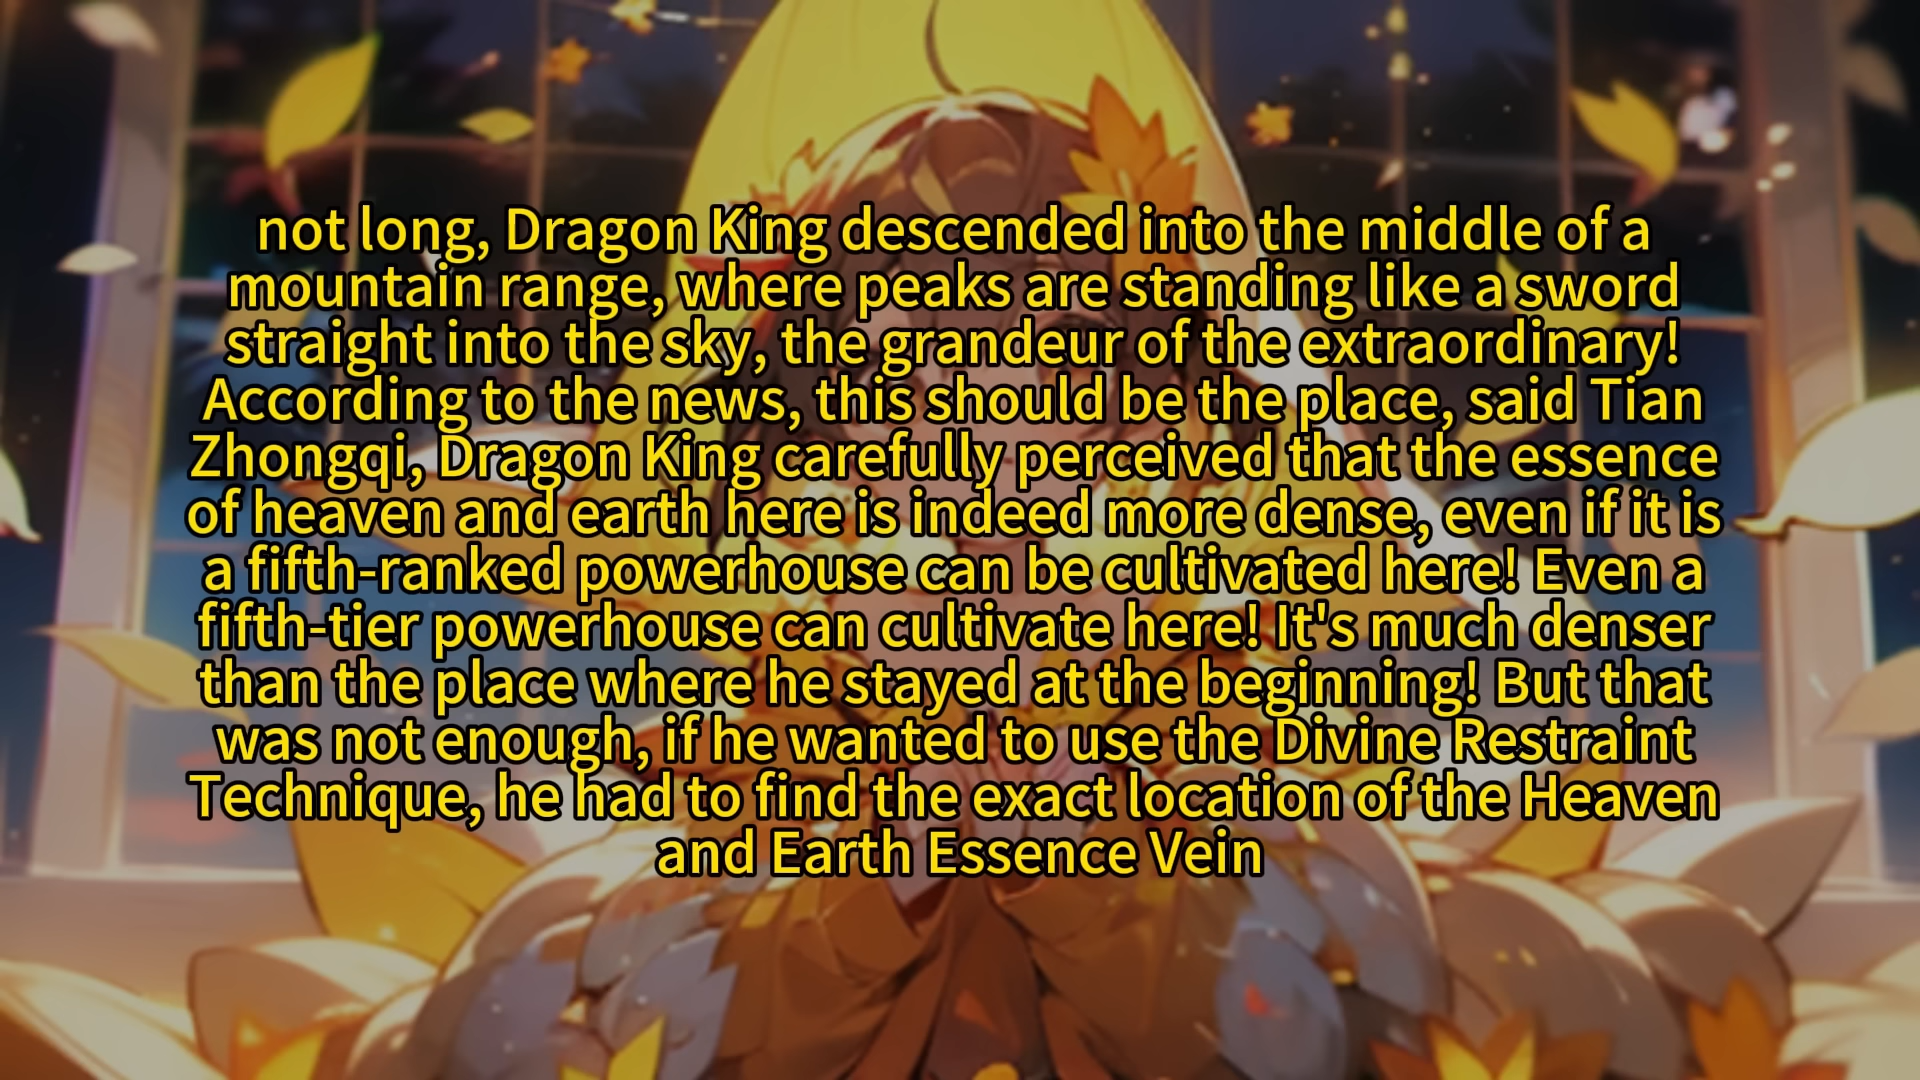 not long, Dragon King descended into the middle of a
mountain range, where peaks are standing like a sword
straight into the sky, the grandeur of the extraordinary!
According to the news, this should be the place, said Tian
Zhongqi, Dragon King carefully perceived that the essence
of heaven and earth here is indeed more dense, even if it is
a fifth-ranked powerhouse can be cultivated here! Even a
fifth-tier powerhouse can cultivate here! It's much denser
than the place where he stayed at the beginning! But that
was not enough, if he wanted to use the Divine Restraint
Technique, he had to find the exact location of the Heaven
and Earth Essence Vein